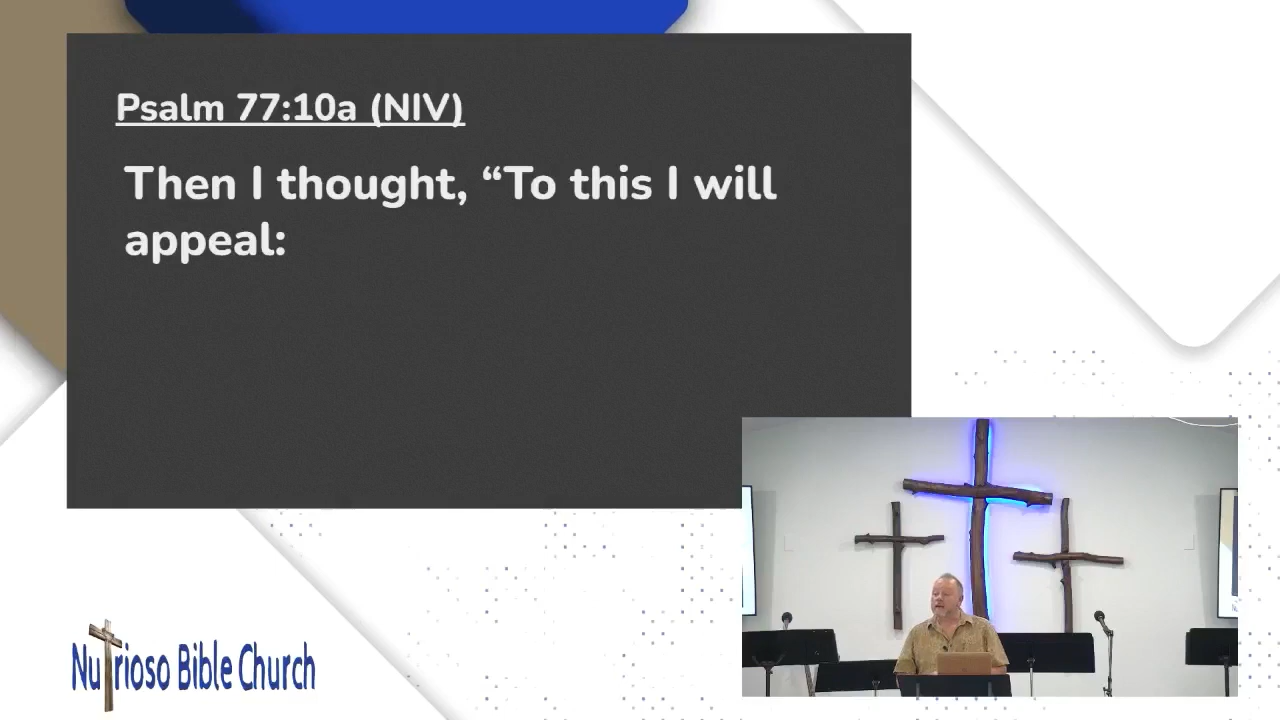 Psalm 77:10a (NIV)
Then I thought, “To this I will
appeal:
Nutrioso Bible Church